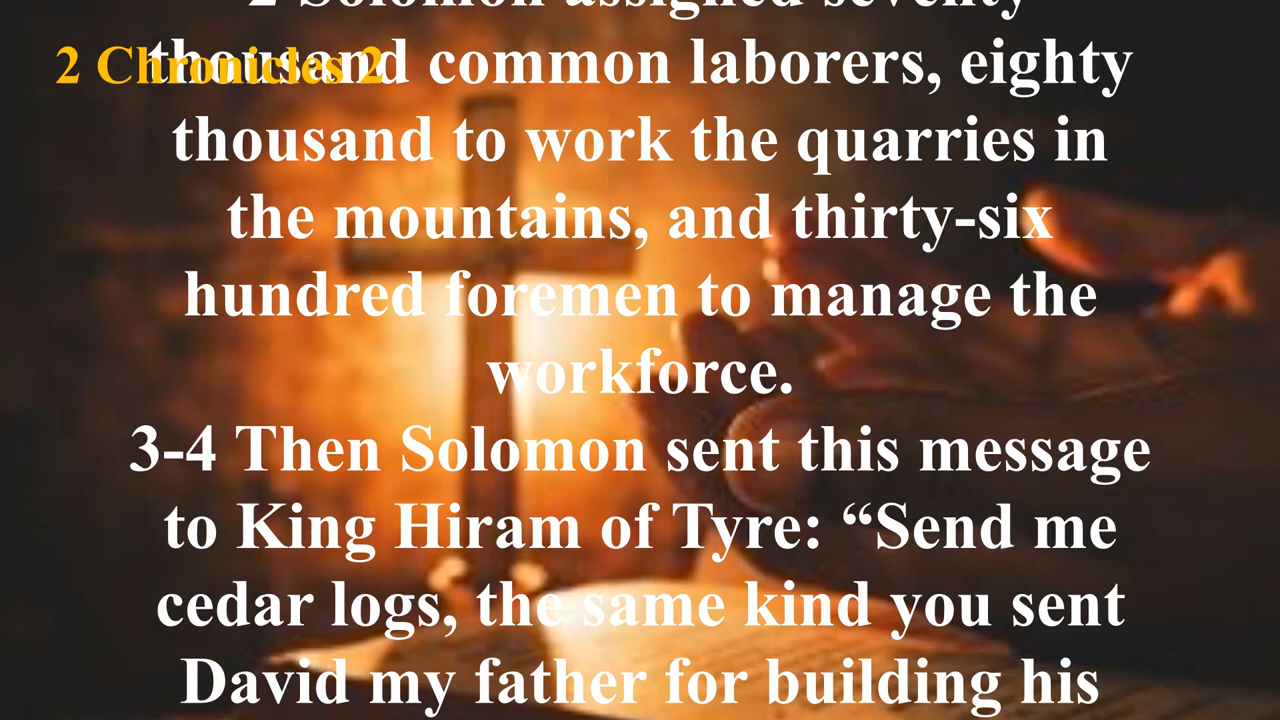 2 Solomon assigned seventy
2 Chronicles 2
thousand common laborers, eighty
thousand to work the quarries in
the mountains, and thirty-six
hundred foremen to manage the
workforce.
3-4 Then Solomon sent this message
to King Hiram of Tyre: “Send me
cedar logs, the same kind you sent
David my father for building his